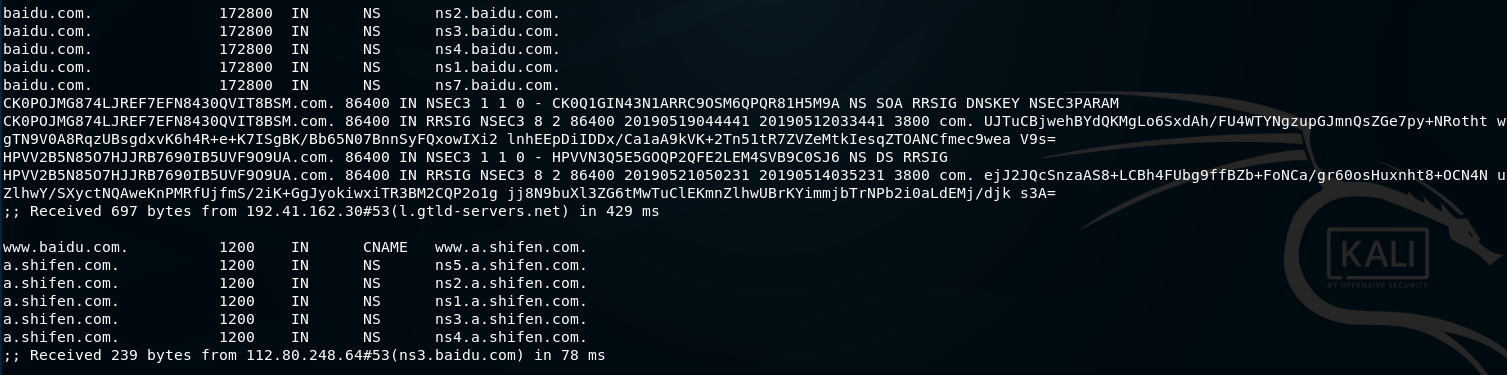 baidu.com. 172800 IN NS ns2.baidu.com.
baidu.com. 172800 IN NS ns3.baidu.com.
baidu.com. 172800 IN NS ns4.baidu.com.
baidu.com. 172800 IN NS ns1.baidu.com.
baidu.com. 172800 IN NS ns7.baidu.com.
CK0POJMG874LJREF7EFN8430QVIT8BSM.com. 86400 IN NSEC3 1 1 0 - CK0Q1GIN43N1ARRC9OSM6QPQR81H5M9A NS SOA RRSIG DNSKEY NSEC3PARAM
CK0POJMG874LJREF7EFN8430QVIT8BSM.com. 86400 IN RRSIG NSEC3 8 2 86400 20190519044441 20190512033441 3800 com. UJTuCBjwehBYdQKMgLo6SxdAh/FU4WTYNgzupGJmnQsZGe7py+NRotht w
gTN9V0A8RqzUBsgdxvK6h4R+e+K7ISgBK/Bb65N07BnnSyFQxowIXi2 lnhEEpDiIDDx/Ca1aA9kVK+2Tn51tR7ZVZeMtkIesqZTOANCfmec9wea V9s=
HPVV2B5N85O7HJJRB7690IB5UVF9O9UA.com. 86400 IN NSEC3 1 1 0 - HPVVN3Q5E5GOQP2QFE2LEM4SVB9C0SJ6 NS DS RRSIG
HPVV2B5N85O7HJJRB7690IB5UVF9O9UA.com. 86400 IN RRSIG NSEC3 8 2 86400 20190521050231 20190514035231 3800 com. ejJ2JQcSnzaAS8+LCBh4FUbg9ffBZb+FoNCa/gr60osHuxnht8+OCN4N u
ZlhwY/SXyctNQAweKnPMRfUjfmS/2iK+GgJyokiwxiTR3BM2CQP2o1g jj8N9buXl3ZG6tMwTuClEKmnZlhwUBrKYimmjbTrNPb2i0aLdEMj/djk s3A=
;; Received 697 bytes from 192.41.162.30#53(l.gtld-servers.net) in 429 ms
www.baidu.com. 1200 IN CNAME www.a.shifen.com.
a.shifen.com. 1200 IN NS ns5.a.shifen.com.
a.shifen.com. 1200 IN NS ns2.a.shifen.com.
a.shifen.com. 1200 IN NS ns1.a.shifen.com.
a.shifen.com. 1200 IN NS ns3.a.shifen.com.
a.shifen.com. 1200 IN NS ns4.a.shifen.com.
;; Received 239 bytes from 112.80.248.64#53(ns3.baidu.com) in 78 ms
KALI
BY OFFENSIVE SECURITY